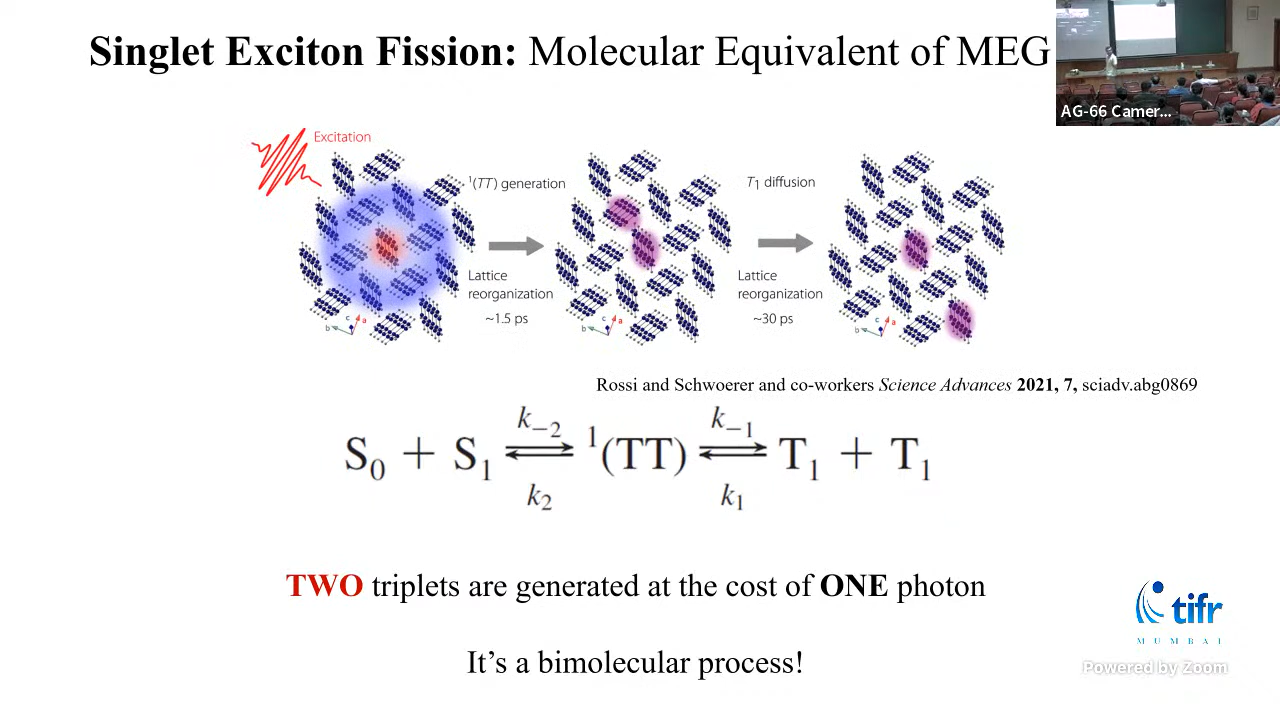 Singlet Exciton Fission: Molecular Equivalent of MEG
AG-66 Camer...
Excitation
¹(TT) generation
T₁ diffusion
Lattice
reorganization
~1.5 ps
Lattice
reorganization
~30 ps
c a
b
c a
b
c a
b
Rossi and Schwoerer and co-workers Science Advances 2021, 7, sciadv.abg0869
k₋₂ k₋₁
S₀ + S₁ ⇌ ¹(TT) ⇌ T₁ + T₁
k₂ k₁
TWO triplets are generated at the cost of ONE photon
tifr
MUMBAI
It's a bimolecular process!
Powered by Zoom